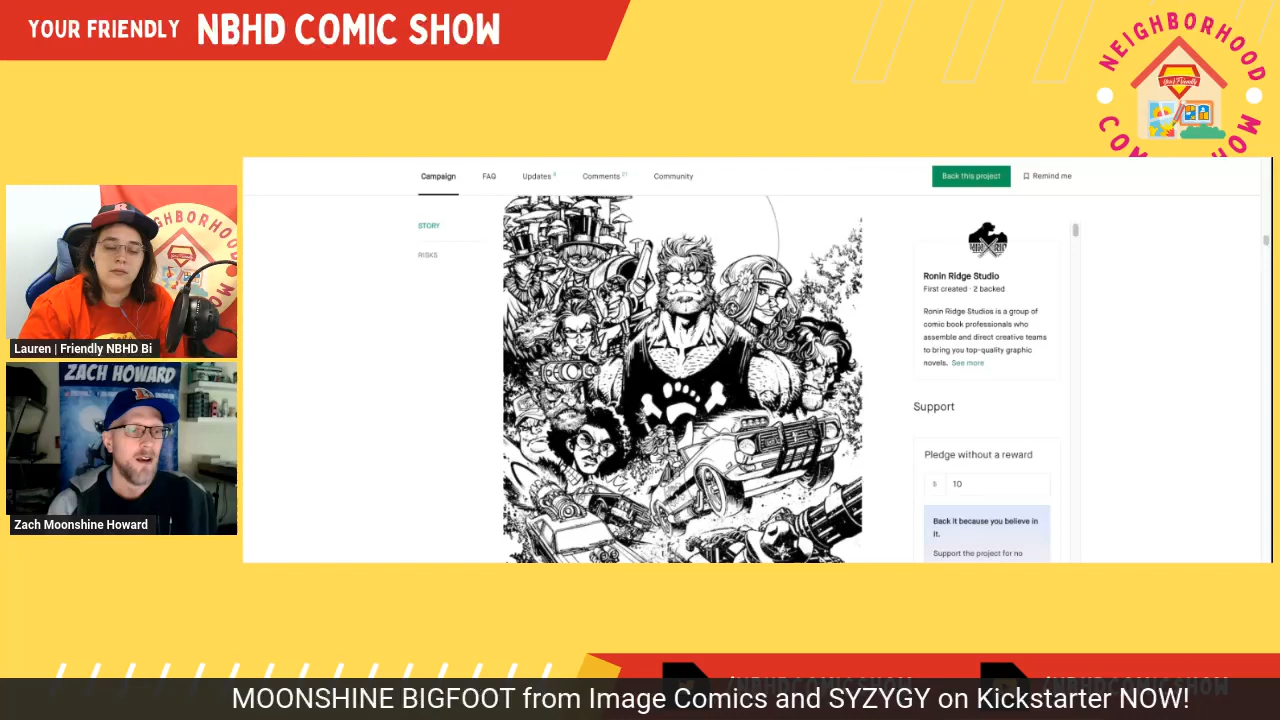 YOUR FRIENDLY NBHD COMIC SHOW
NEIGHBORHOOD
Campaign FAQ Updates 8 Comments 21 Community Back this project Remind me
STORY
RISKS
Ronin Ridge Studio
First created · 2 backed
Ronin Ridge Studios is a group of
comic book professionals who
assemble and direct creative teams
to bring you top-quality graphic
novels. See more
Support
Pledge without a reward
$ 10
Back it because you believe in
it.
Support the project for no
Lauren | Friendly NBHD Bi
ZACH HOWARD
Zach Moonshine Howard
MOONSHINE BIGFOOT from Image Comics and SYZYGY on Kickstarter NOW!